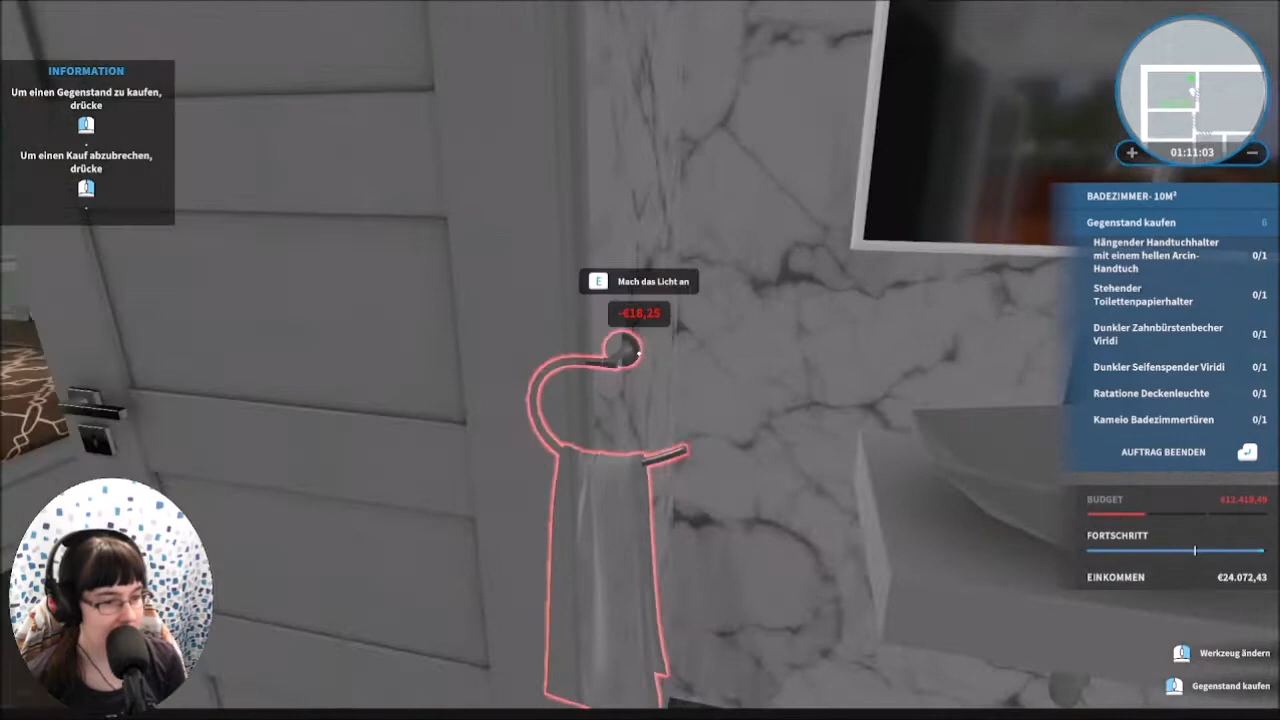 INFORMATION
Um einen Gegenstand zu kaufen,
drücke
.
Um einen Kauf abzubrechen,
drücke
.
E Mach das Licht an
-€18,25
+ 01:11:03 −
BADEZIMMER- 10M²
Gegenstand kaufen 6
Hängender Handtuchhalter
mit einem hellen Arcin-
Handtuch 0/1
Stehender
Toilettenpapierhalter 0/1
Dunkler Zahnbürstenbecher
Viridi 0/1
Dunkler Seifenspender Viridi 0/1
Ratatione Deckenleuchte 0/1
Kameio Badezimmertüren 0/1
AUFTRAG BEENDEN
BUDGET
FORTSCHRITT
EINKOMMEN €24.072,43
Werkzeug ändern
Gegenstand kaufen